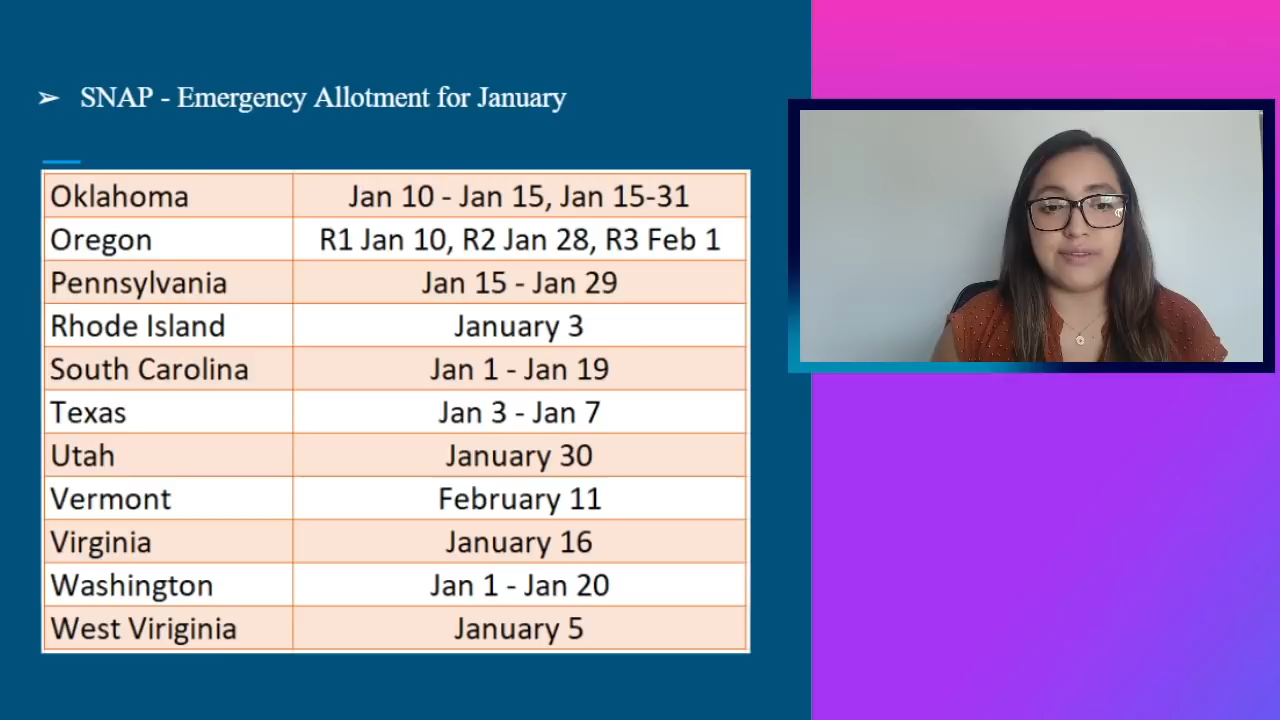 ➢ SNAP - Emergency Allotment for January
Oklahoma Jan 10 - Jan 15, Jan 15-31
Oregon R1 Jan 10, R2 Jan 28, R3 Feb 1
Pennsylvania Jan 15 - Jan 29
Rhode Island January 3
South Carolina Jan 1 - Jan 19
Texas Jan 3 - Jan 7
Utah January 30
Vermont February 11
Virginia January 16
Washington Jan 1 - Jan 20
West Viriginia January 5